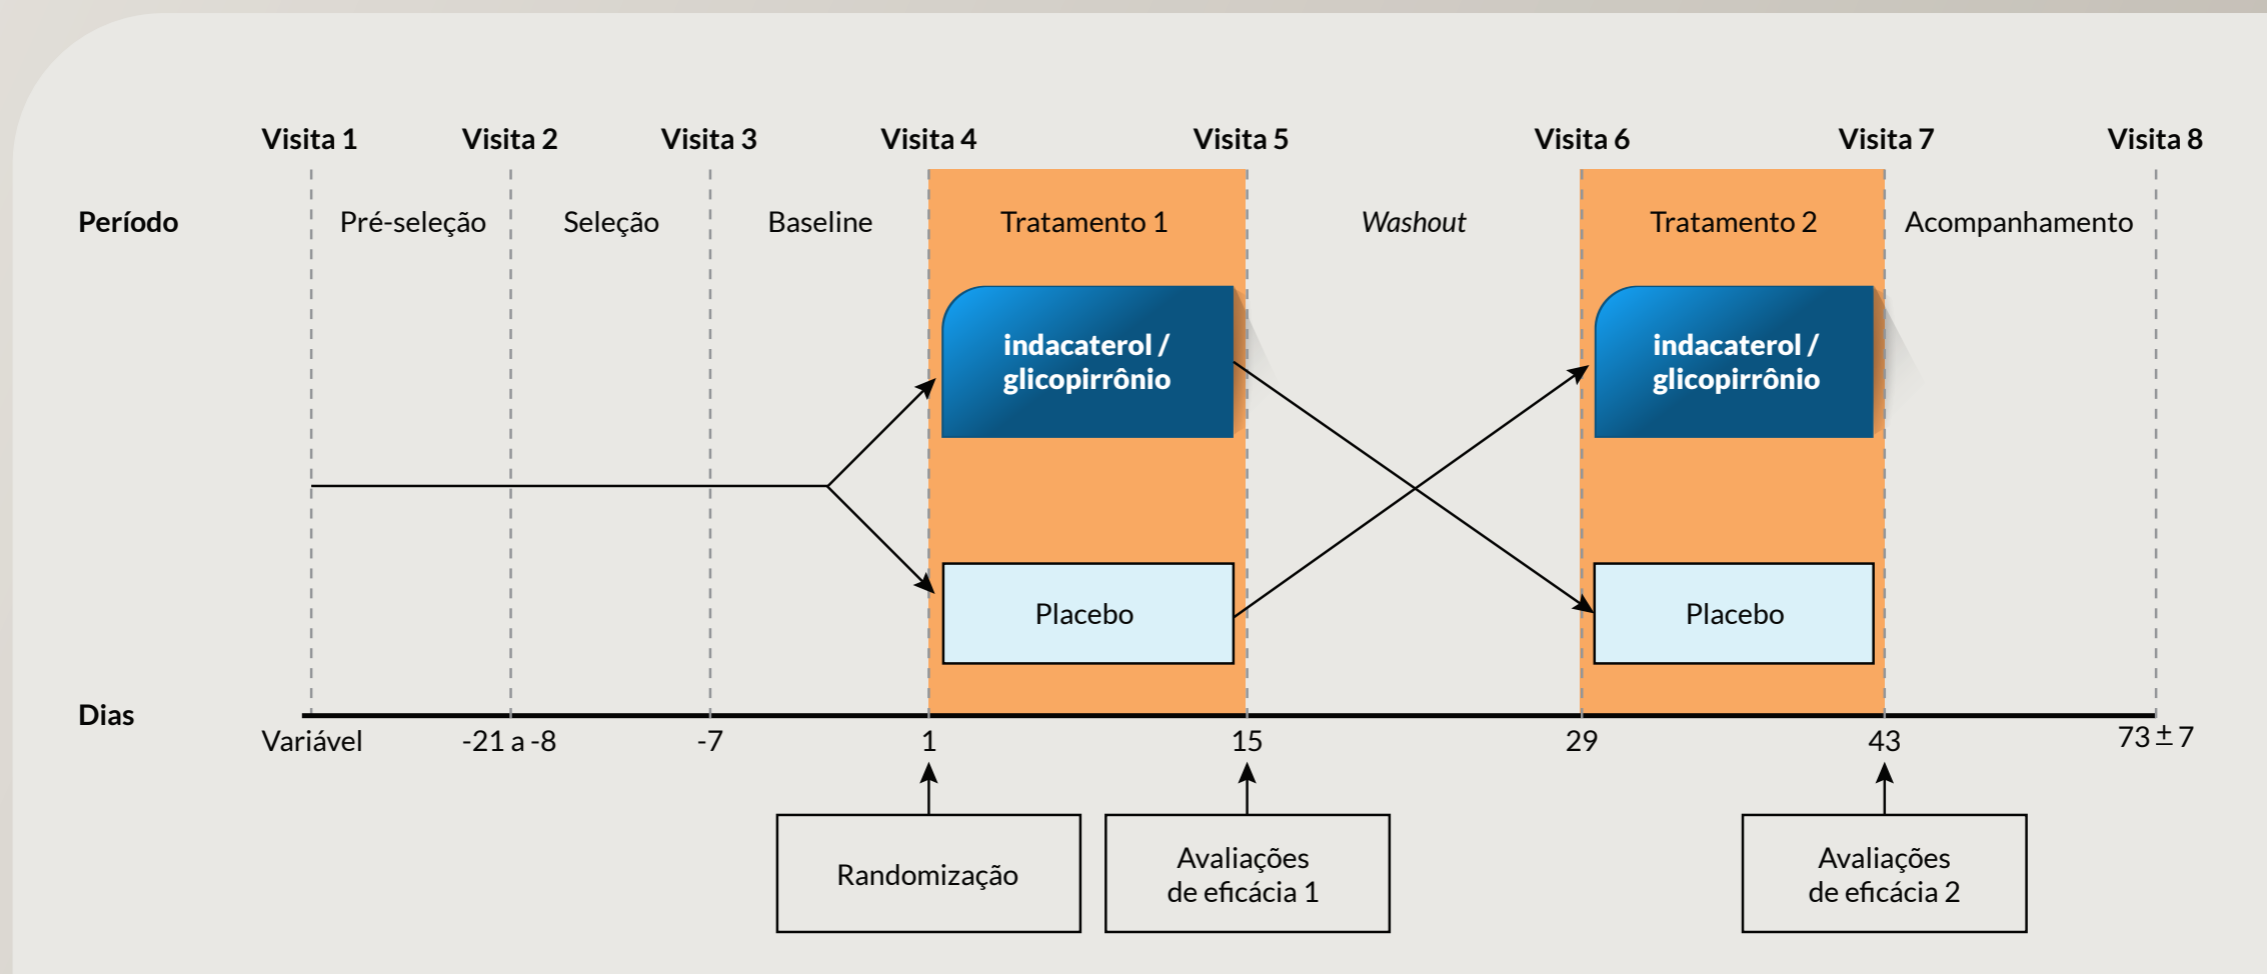 Visita 1 Visita 2 Visita 3 Visita 4 Visita 5 Visita 6 Visita 7 Visita 8
Período Pré-seleção Seleção Baseline Tratamento 1 Washout Tratamento 2 Acompanhamento
indacaterol /
glicopirrônio
indacaterol /
glicopirrônio
Placebo Placebo
Dias
Variável -21 a -8 -7 1 15 29 43 73 ± 7
Randomização
Avaliações
de eficácia 1
Avaliações
de eficácia 2